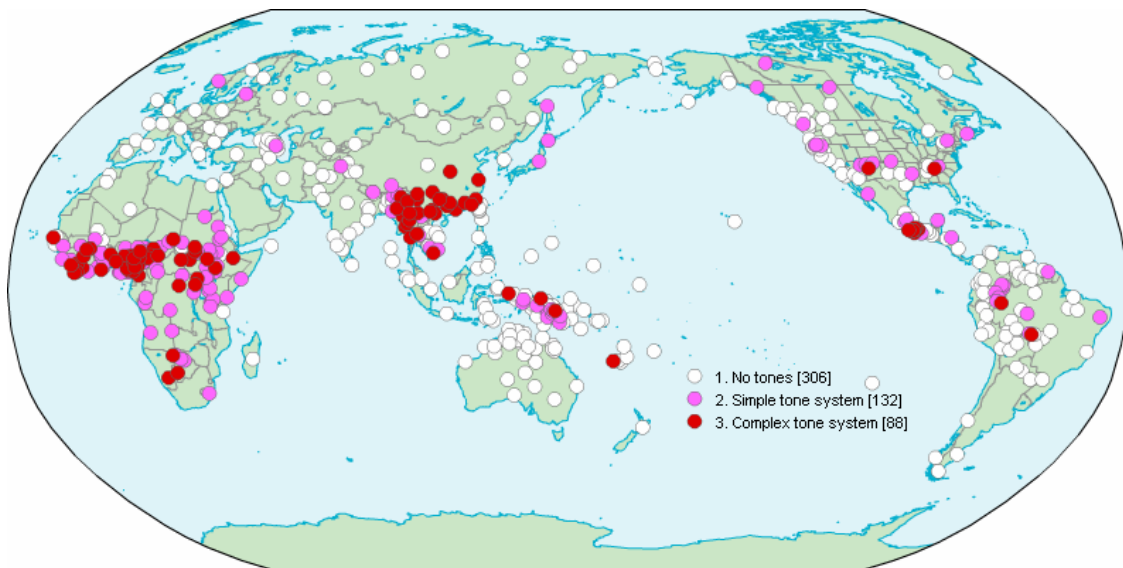 1. No tones [306]
2. Simple tone system [132]
3. Complex tone system [88]